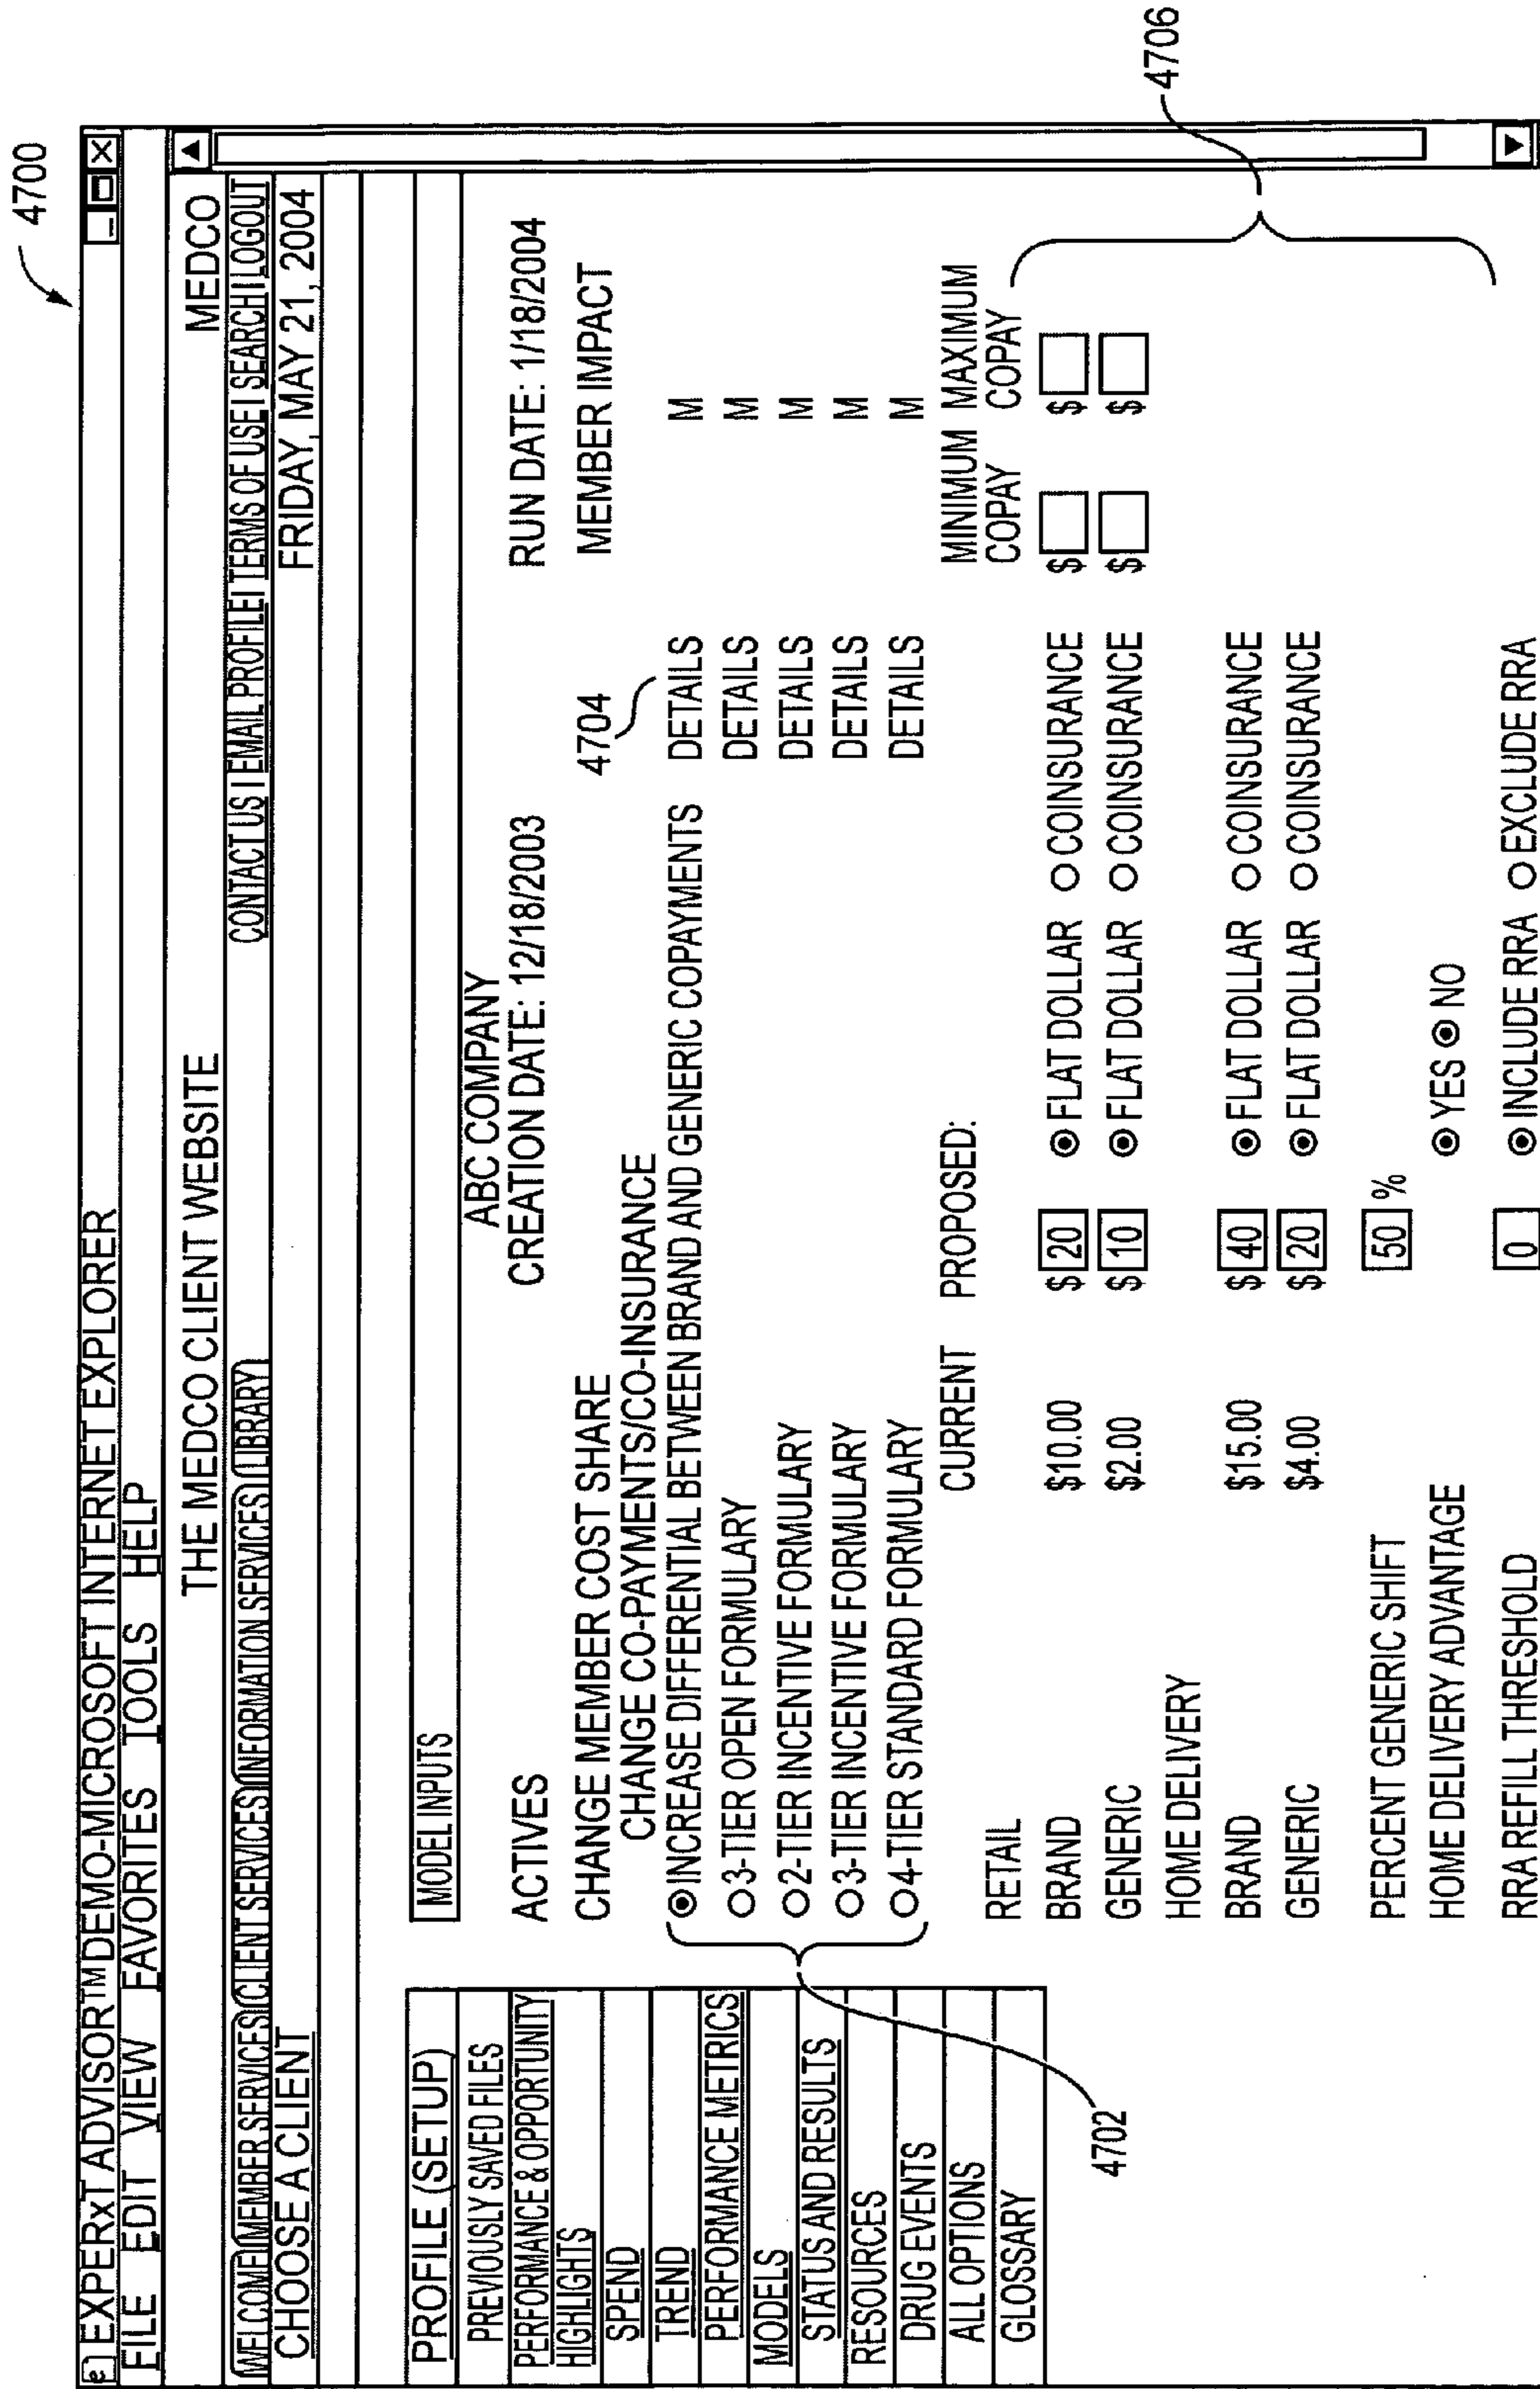 4700
EXPERxT ADVISOR™ DEMO-MICROSOFT INTERNET EXPLORER
FILE EDIT VIEW FAVORITES TOOLS HELP
THE MEDCO CLIENT WEBSITE MEDCO
WELCOME MEMBER SERVICES CLIENT SERVICES INFORMATION SERVICES LIBRARY CONTACT US | EMAIL PROFILE | TERMS OF USE | SEARCH | LOGOUT
CHOOSE A CLIENT FRIDAY, MAY 21, 2004
PROFILE (SETUP)
PREVIOUSLY SAVED FILES
PERFORMANCE & OPPORTUNITY
HIGHLIGHTS
SPEND
TREND
PERFORMANCE METRICS
MODELS
STATUS AND RESULTS
RESOURCES
DRUG EVENTS
ALL OPTIONS
GLOSSARY
4702
MODEL INPUTS
ABC COMPANY
ACTIVES CREATION DATE: 12/18/2003 RUN DATE: 1/18/2004
CHANGE MEMBER COST SHARE 4704 MEMBER IMPACT
CHANGE CO-PAYMENTS/CO-INSURANCE
INCREASE DIFFERENTIAL BETWEEN BRAND AND GENERIC COPAYMENTS DETAILS M
3-TIER OPEN FORMULARY DETAILS M
2-TIER INCENTIVE FORMULARY DETAILS M
3-TIER INCENTIVE FORMULARY DETAILS M
4-TIER STANDARD FORMULARY DETAILS M
CURRENT PROPOSED: MINIMUM MAXIMUM
COPAY COPAY
RETAIL
BRAND $10.00 $ 20 FLAT DOLLAR COINSURANCE $ $
GENERIC $2.00 $ 10 FLAT DOLLAR COINSURANCE $ $
HOME DELIVERY
BRAND $15.00 $ 40 FLAT DOLLAR COINSURANCE
GENERIC $4.00 $ 20 FLAT DOLLAR COINSURANCE
PERCENT GENERIC SHIFT 50 %
HOME DELIVERY ADVANTAGE YES NO
RRA REFILL THRESHOLD 0 INCLUDE RRA EXCLUDE RRA
4706